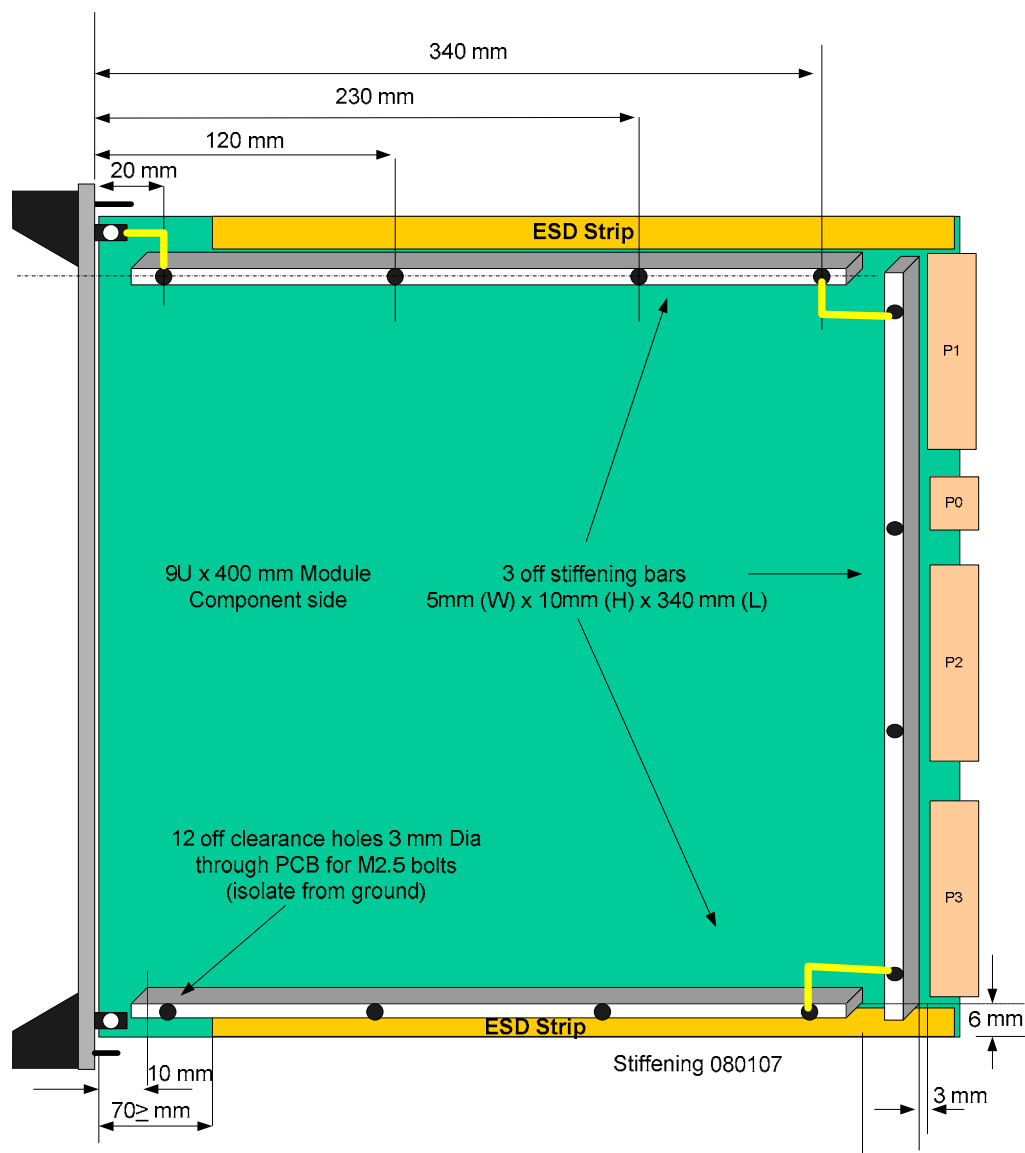 340 mm
230 mm
120 mm
20 mm
ESD Strip
P1
P0
9U x 400 mm Module
Component side
3 off stiffening bars
5mm (W) x 10mm (H) x 340 mm (L)
P2
12 off clearance holes 3 mm Dia
through PCB for M2.5 bolts
(isolate from ground)
P3
6 mm
ESD Strip
Stiffening 080107
10 mm
3 mm
70≥ mm